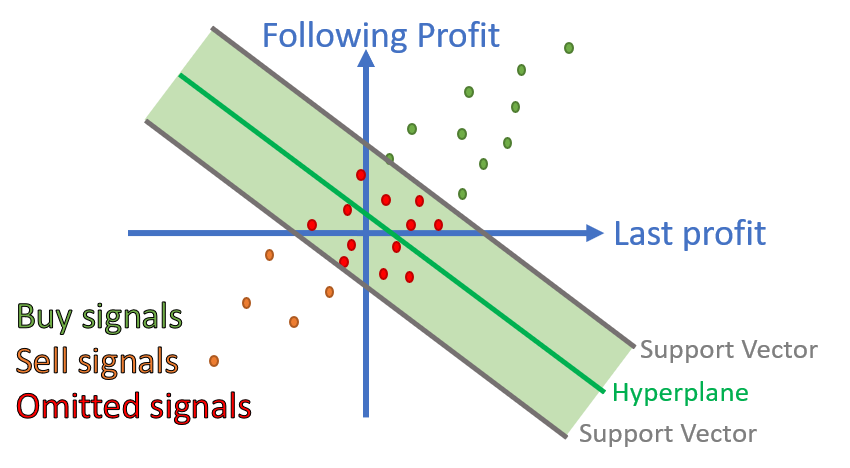 Following Profit
Last profit
Buy signals
Sell signals
Omitted signals
Support Vector
Hyperplane
Support Vector